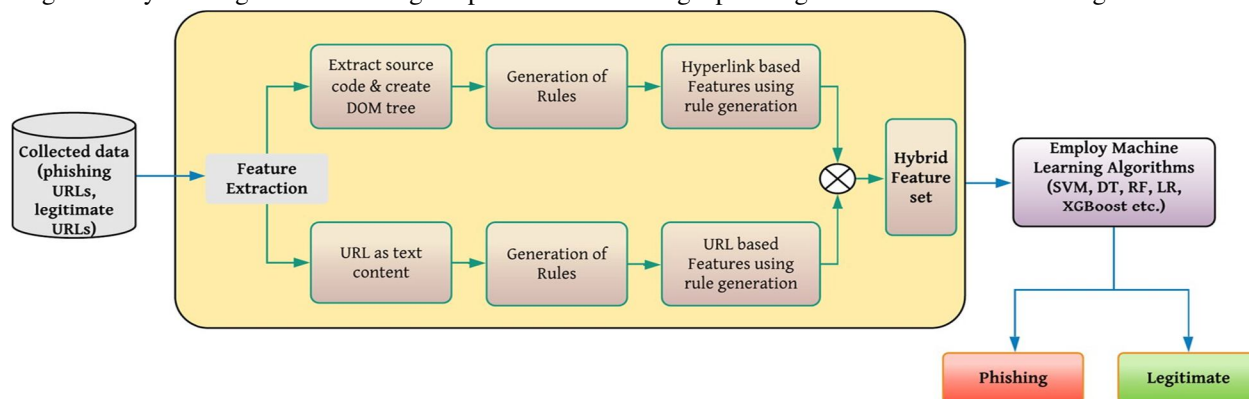 Extract source
code & create
DOM tree
Generation of
Rules
Hyperlink based
Features using
rule generation
Collected data
(phishing
URLs,
legitimate
URLs)
Feature
Extraction
Hybrid
Feature
set
Employ Machine
Learning Algorithms
(SVM, DT, RF, LR,
XGBoost etc.)
URL as text
content
Generation of
Rules
URL based
Features using
rule generation
Phishing
Legitimate